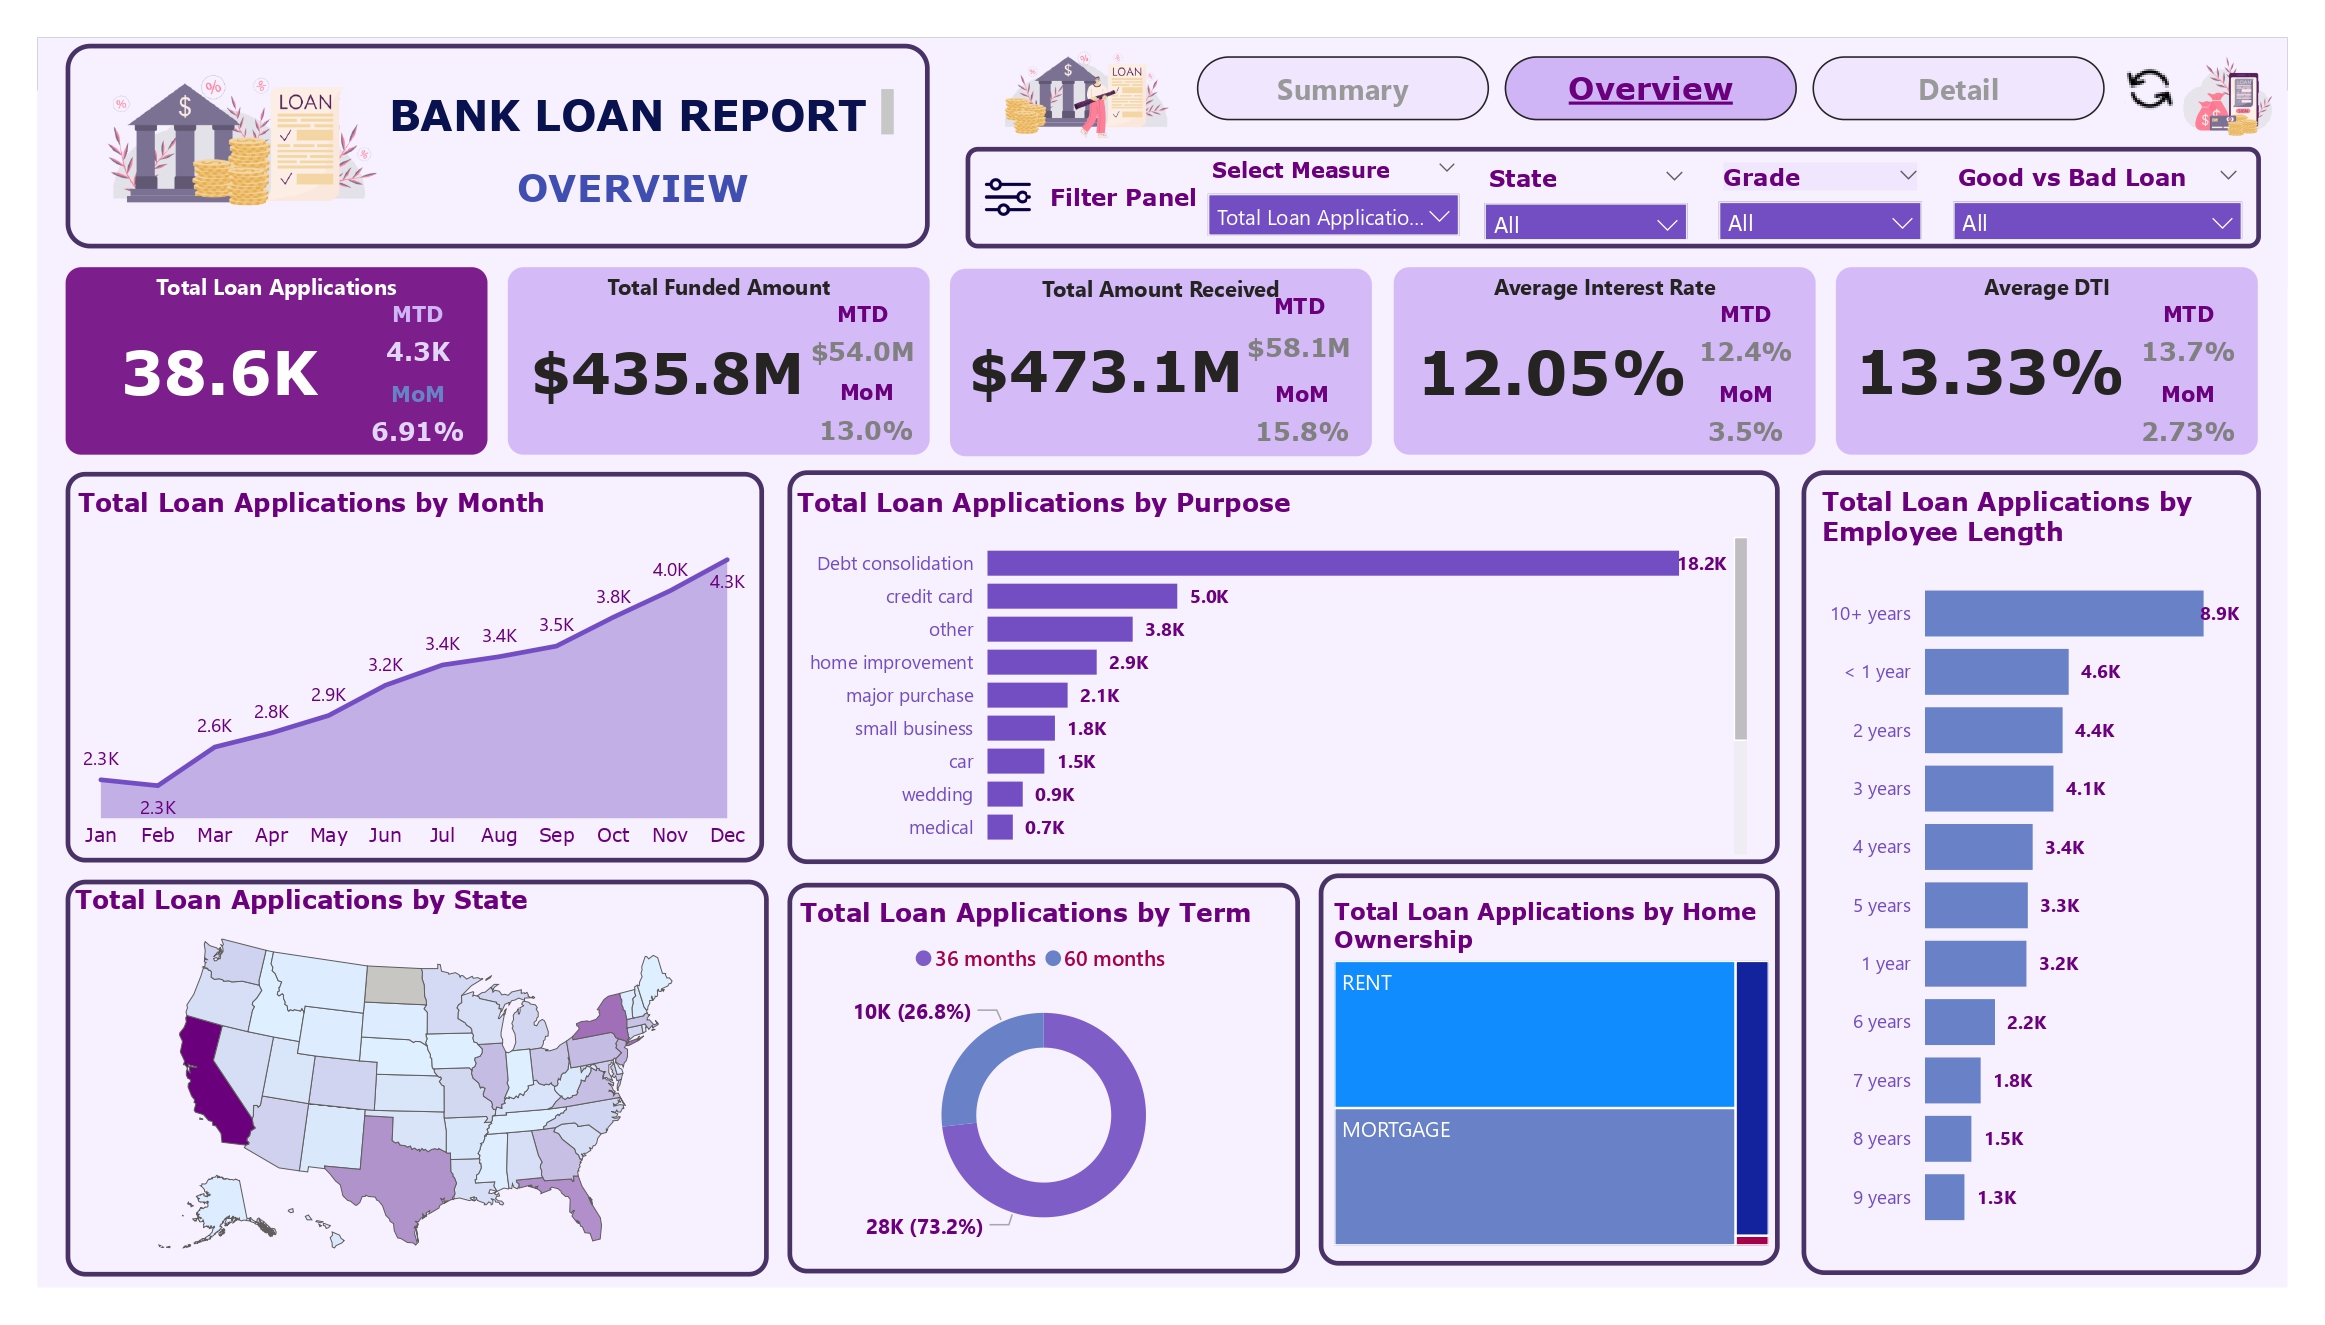 LOAN
BANK LOAN REPORT
OVERVIEW
LOAN
Summary
Overview
Detail
Filter Panel
Select Measure
Total Loan Applicatio...
State
All
Grade
All
Good vs Bad Loan
All
Total Loan Applications
38.6K
MTD
4.3K
MoM
6.91%
Total Funded Amount
$435.8M
MTD
$54.0M
MoM
13.0%
Total Amount Received
$473.1M
MTD
$58.1M
MoM
15.8%
Average Interest Rate
12.05%
MTD
12.4%
MoM
3.5%
Average DTI
13.33%
MTD
13.7%
MoM
2.73%
Total Loan Applications by Month
2.3K
2.3K
2.6K
2.8K
2.9K
3.2K
3.4K
3.4K
3.5K
3.8K
4.0K
4.3K
Jan Feb Mar Apr May Jun Jul Aug Sep Oct Nov Dec
Total Loan Applications by Purpose
Debt consolidation 18.2K
credit card 5.0K
other 3.8K
home improvement 2.9K
major purchase 2.1K
small business 1.8K
car 1.5K
wedding 0.9K
medical 0.7K
Total Loan Applications by
Employee Length
10+ years 8.9K
< 1 year 4.6K
2 years 4.4K
3 years 4.1K
4 years 3.4K
5 years 3.3K
1 year 3.2K
6 years 2.2K
7 years 1.8K
8 years 1.5K
9 years 1.3K
Total Loan Applications by State
Total Loan Applications by Term
36 months 60 months
10K (26.8%)
28K (73.2%)
Total Loan Applications by Home
Ownership
RENT
MORTGAGE